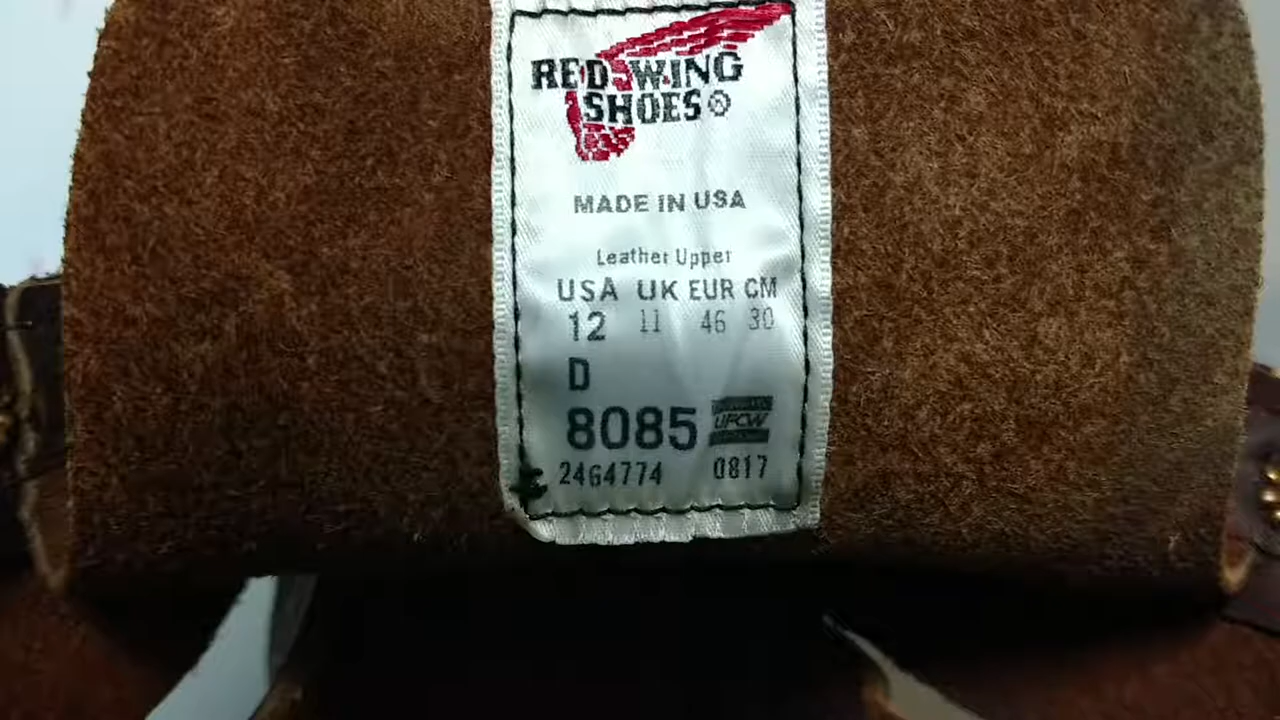 RED WING
SHOES®
MADE IN USA
Leather Upper
USA UK EUR CM
12 11 46 30
D
8085 UFCW
2464774 0817